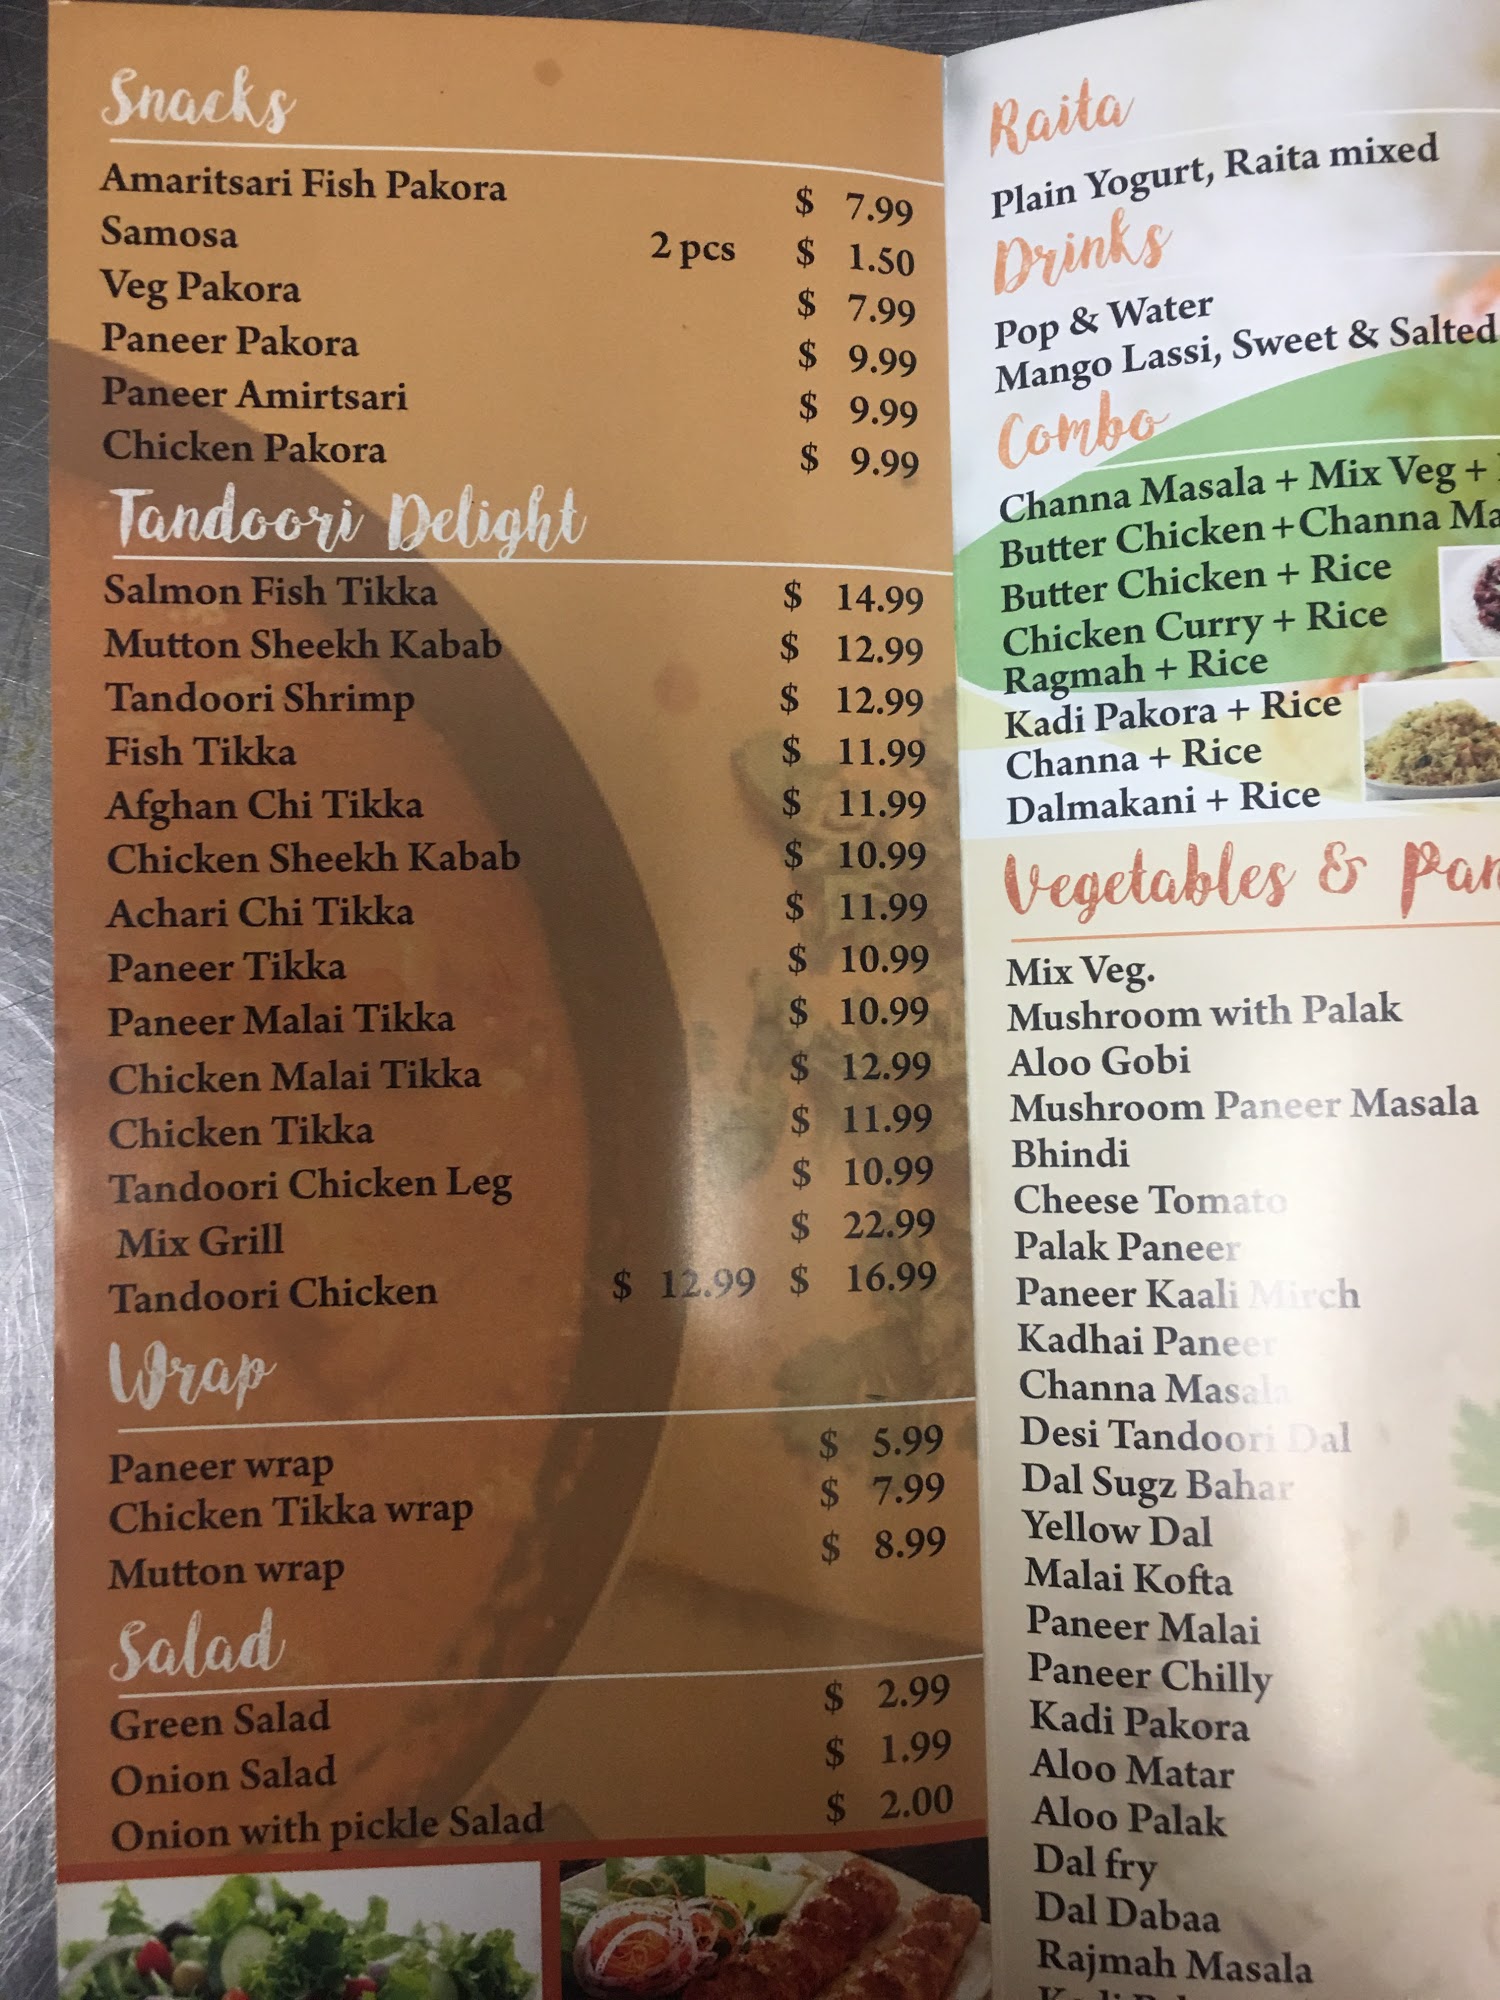 Snacks
Amaritsari Fish Pakora $ 7.99
Samosa 2 pcs $ 1.50
Veg Pakora $ 7.99
Paneer Pakora $ 9.99
Paneer Amirtsari $ 9.99
Chicken Pakora $ 9.99
Tandoori Delight
Salmon Fish Tikka $ 14.99
Mutton Sheekh Kabab $ 12.99
Tandoori Shrimp $ 12.99
Fish Tikka $ 11.99
Afghan Chi Tikka $ 11.99
Chicken Sheekh Kabab $ 10.99
Achari Chi Tikka $ 11.99
Paneer Tikka $ 10.99
Paneer Malai Tikka $ 10.99
Chicken Malai Tikka $ 12.99
Chicken Tikka $ 11.99
Tandoori Chicken Leg $ 10.99
Mix Grill $ 22.99
Tandoori Chicken $ 12.99 $ 16.99
Wrap
Paneer wrap $ 5.99
Chicken Tikka wrap $ 7.99
Mutton wrap $ 8.99
Salad
Green Salad $ 2.99
Onion Salad $ 1.99
Onion with pickle Salad $ 2.00
Raita
Plain Yogurt, Raita mixed
Drinks
Pop & Water
Mango Lassi, Sweet & Salted
Combo
Channa Masala + Mix Veg +
Butter Chicken + Channa
Butter Chicken + Rice
Chicken Curry + Rice
Ragmah + Rice
Kadi Pakora + Rice
Channa + Rice
Dalmakani + Rice
Vegetables &
Mix Veg.
Mushroom with Palak
Aloo Gobi
Mushroom Paneer Masala
Bhindi
Cheese Tomato
Palak Paneer
Paneer Kaali Mirch
Kadhai Paneer
Channa Masala
Desi Tandoori Dal
Dal Sugz Bahar
Yellow Dal
Malai Kofta
Paneer Malai
Paneer Chilly
Kadi Pakora
Aloo Matar
Aloo Palak
Dal fry
Dal Dabaa
Rajmah Masala